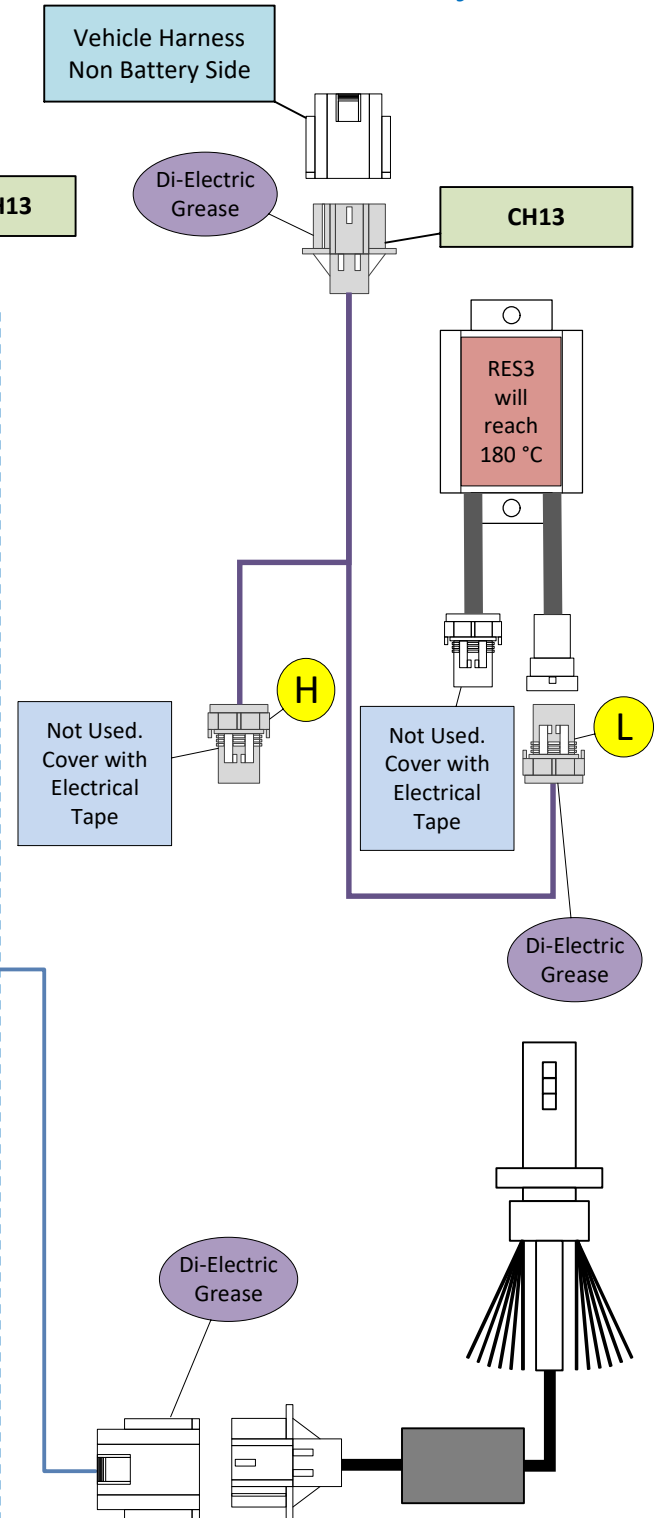 Vehicle Harness
Non Battery Side
Di-Electric
Grease
H13
CH13
RES3
will
reach
180 °C
H
L
Not Used.
Cover with
Electrical
Tape
Not Used.
Cover with
Electrical
Tape
Di-Electric
Grease
Di-Electric
Grease